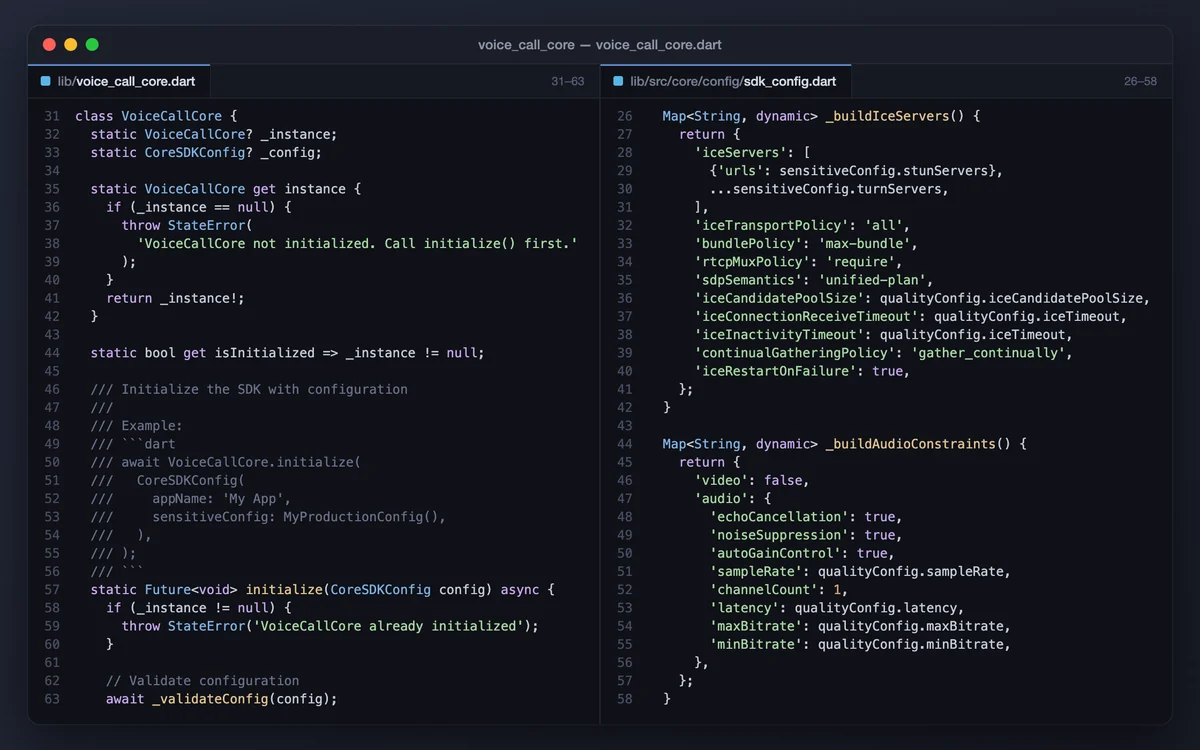 voice_call_core — voice_call_core.dart
lib/voice_call_core.dart
31–63
31 class VoiceCallCore {
32   static VoiceCallCore? _instance;
33   static CoreSDKConfig? _config;
34
35   static VoiceCallCore get instance {
36     if (_instance == null) {
37       throw StateError(
38         'VoiceCallCore not initialized. Call initialize() first.'
39       );
40     }
41     return _instance!;
42   }
43
44   static bool get isInitialized => _instance != null;
45
46   /// Initialize the SDK with configuration
47   ///
48   /// Example:
49   /// ```dart
50   /// await VoiceCallCore.initialize(
51   ///   CoreSDKConfig(
52   ///     appName: 'My App',
53   ///     sensitiveConfig: MyProductionConfig(),
54   ///   ),
55   /// );
56   /// ```
57   static Future<void> initialize(CoreSDKConfig config) async {
58     if (_instance != null) {
59       throw StateError('VoiceCallCore already initialized');
60     }
61
62     // Validate configuration
63     await _validateConfig(config);
lib/src/core/config/sdk_config.dart
26–58
26   Map<String, dynamic> _buildIceServers() {
27     return {
28       'iceServers': [
29         {'urls': sensitiveConfig.stunServers},
30         ...sensitiveConfig.turnServers,
31       ],
32       'iceTransportPolicy': 'all',
33       'bundlePolicy': 'max-bundle',
34       'rtcpMuxPolicy': 'require',
35       'sdpSemantics': 'unified-plan',
36       'iceCandidatePoolSize': qualityConfig.iceCandidatePoolSize,
37       'iceConnectionReceiveTimeout': qualityConfig.iceTimeout,
38       'iceInactivityTimeout': qualityConfig.iceTimeout,
39       'continualGatheringPolicy': 'gather_continually',
40       'iceRestartOnFailure': true,
41     };
42   }
43
44   Map<String, dynamic> _buildAudioConstraints() {
45     return {
46       'video': false,
47       'audio': {
48         'echoCancellation': true,
49         'noiseSuppression': true,
50         'autoGainControl': true,
51         'sampleRate': qualityConfig.sampleRate,
52         'channelCount': 1,
53         'latency': qualityConfig.latency,
54         'maxBitrate': qualityConfig.maxBitrate,
55         'minBitrate': qualityConfig.minBitrate,
56       },
57     };
58   }